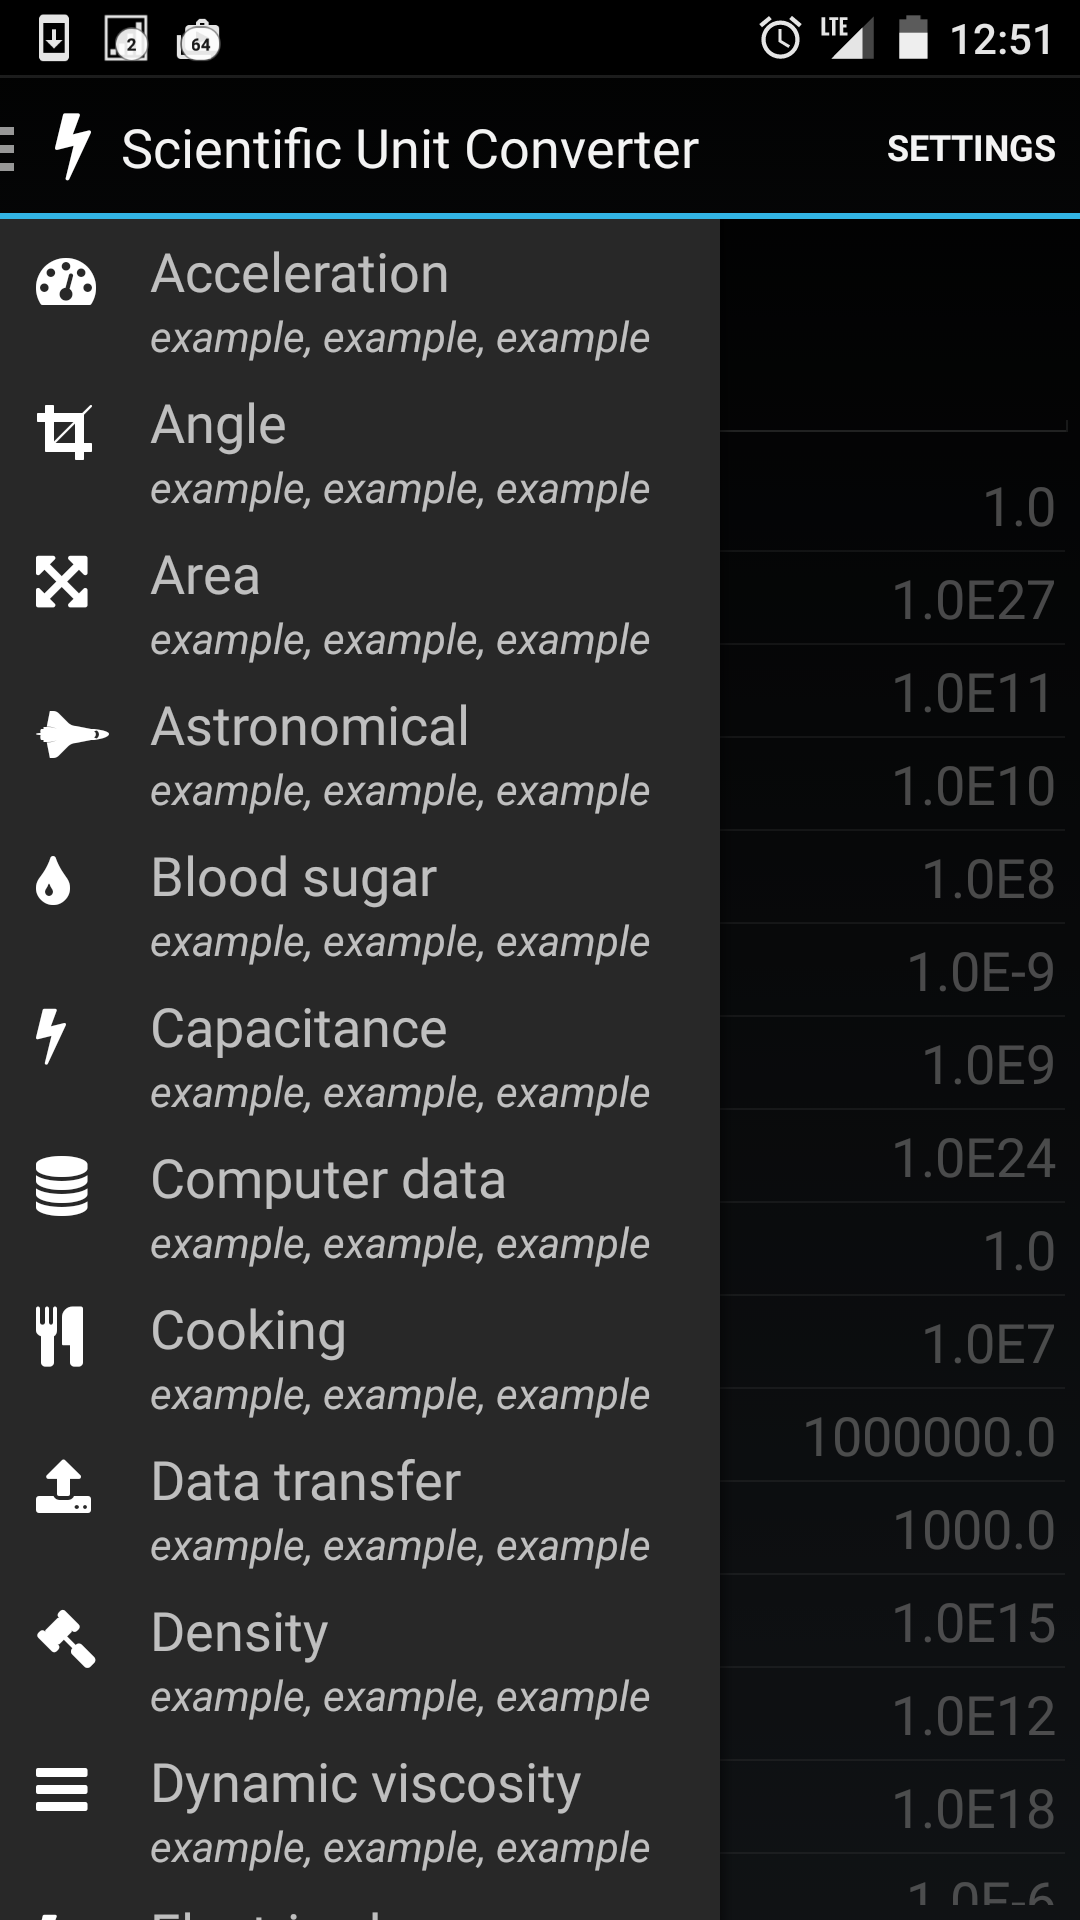 2
64
LTE
12:51
Scientific Unit Converter
SETTINGS
Acceleration
example, example, example
Angle
example, example, example
Area
example, example, example
Astronomical
example, example, example
Blood sugar
example, example, example
Capacitance
example, example, example
Computer data
example, example, example
Cooking
example, example, example
Data transfer
example, example, example
Density
example, example, example
Dynamic viscosity
example, example, example
1.0
1.0E27
1.0E11
1.0E10
1.0E8
1.0E-9
1.0E9
1.0E24
1.0
1.0E7
1000000.0
1000.0
1.0E15
1.0E12
1.0E18
1.0E-6